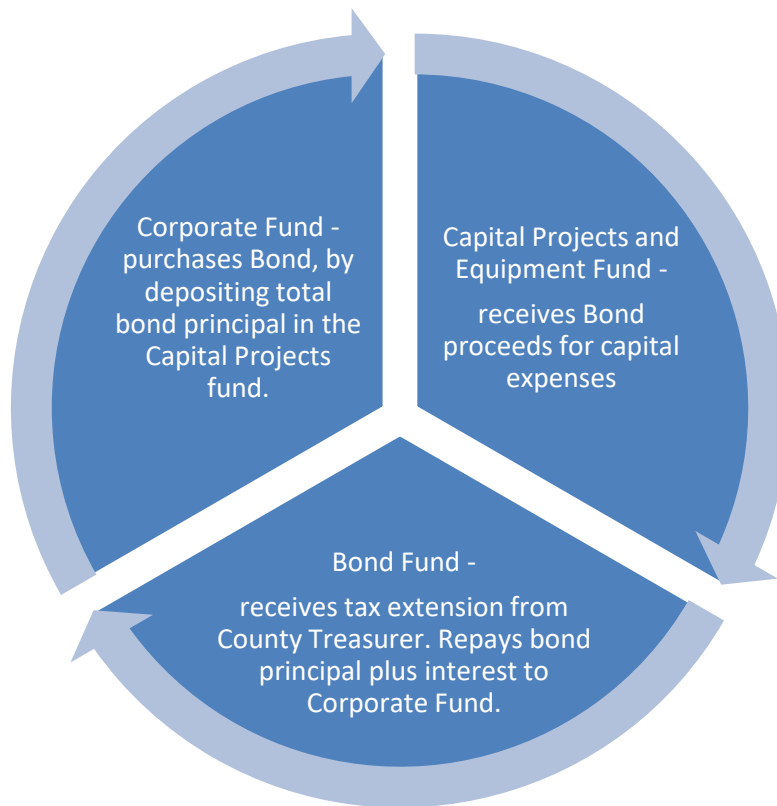 Corporate Fund -
purchases Bond, by
depositing total
bond principal in the
Capital Projects
fund.
Capital Projects and
Equipment Fund -
receives Bond
proceeds for capital
expenses
Bond Fund -
receives tax extension from
County Treasurer. Repays bond
principal plus interest to
Corporate Fund.